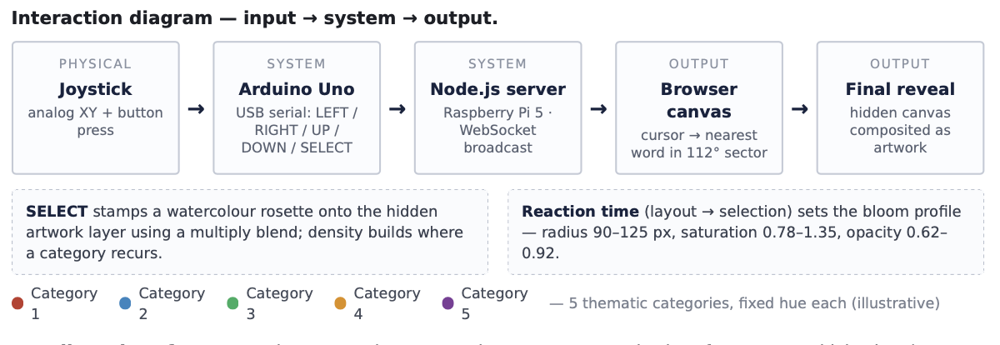 Interaction diagram — input → system → output.
PHYSICAL
Joystick
analog XY + button
press
→
SYSTEM
Arduino Uno
USB serial: LEFT /
RIGHT / UP /
DOWN / SELECT
→
SYSTEM
Node.js server
Raspberry Pi 5 ·
WebSocket
broadcast
→
OUTPUT
Browser
canvas
cursor → nearest
word in 112° sector
→
OUTPUT
Final reveal
hidden canvas
composited as
artwork
SELECT stamps a watercolour rosette onto the hidden
artwork layer using a multiply blend; density builds where
a category recurs.
Reaction time (layout → selection) sets the bloom profile
— radius 90–125 px, saturation 0.78–1.35, opacity 0.62–
0.92.
Category
1
Category
2
Category
3
Category
4
Category
5
— 5 thematic categories, fixed hue each (illustrative)